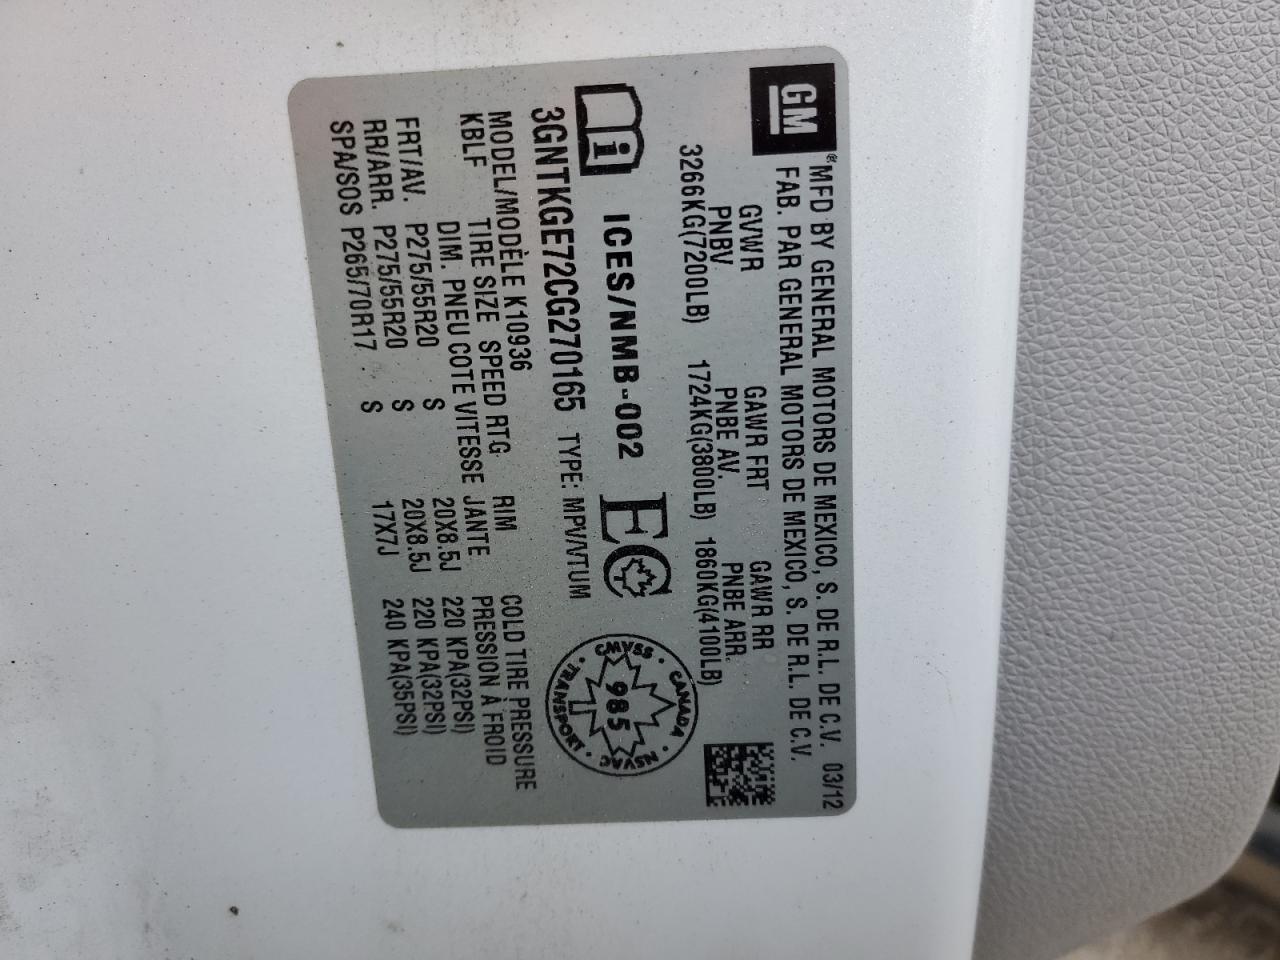 GM
® MFD BY GENERAL MOTORS DE MEXICO, S. DE R.L. DE C.V. 03/12
FAB. PAR GENERAL MOTORS DE MEXICO, S. DE R.L. DE C.V.
GVWR GAWR FRT GAWR RR
PNBV PNBE AV. PNBE ARR.
3266KG(7200LB) 1724KG(3800LB) 1860KG(4100LB)
i ICES/NMB-002 EC
CMVSS · CANADA · NSVAC · TRANSPORT ·
985
3GNTKGE72CG270165 TYPE: MPV/VTUM
MODEL/MODÈLE K10936
KBLF TIRE SIZE SPEED RTG RIM COLD TIRE PRESSURE
DIM. PNEU COTE VITESSE JANTE PRESSION À FROID
FRT/AV. P275/55R20 S 20X8.5J 220 KPA(32PSI)
RR/ARR. P275/55R20 S 20X8.5J 220 KPA(32PSI)
SPA/SOS P265/70R17 S 17X7J 240 KPA(35PSI)